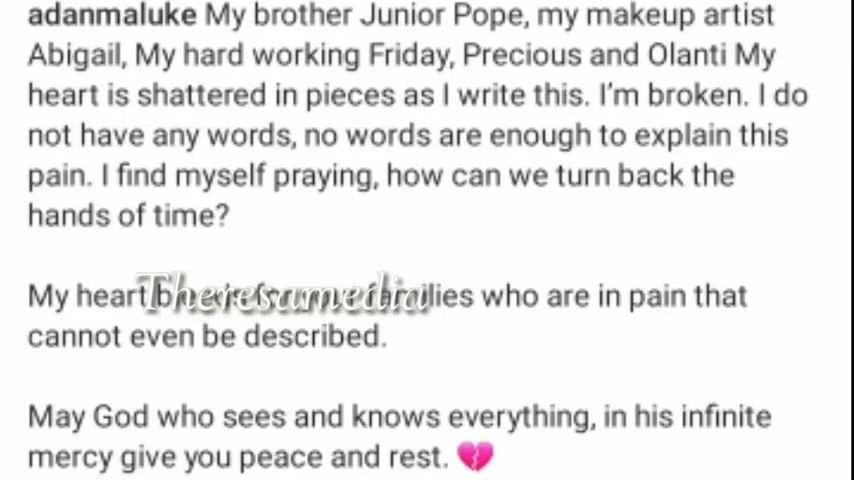 adanmaluke My brother Junior Pope, my makeup artist
Abigail, My hard working Friday, Precious and Olanti My
heart is shattered in pieces as I write this. I'm broken. I do
not have any words, no words are enough to explain this
pain. I find myself praying, how can we turn back the
hands of time?
My heart families who are in pain that
Theresamedia
cannot even be described.
May God who sees and knows everything, in his infinite
mercy give you peace and rest. 💔